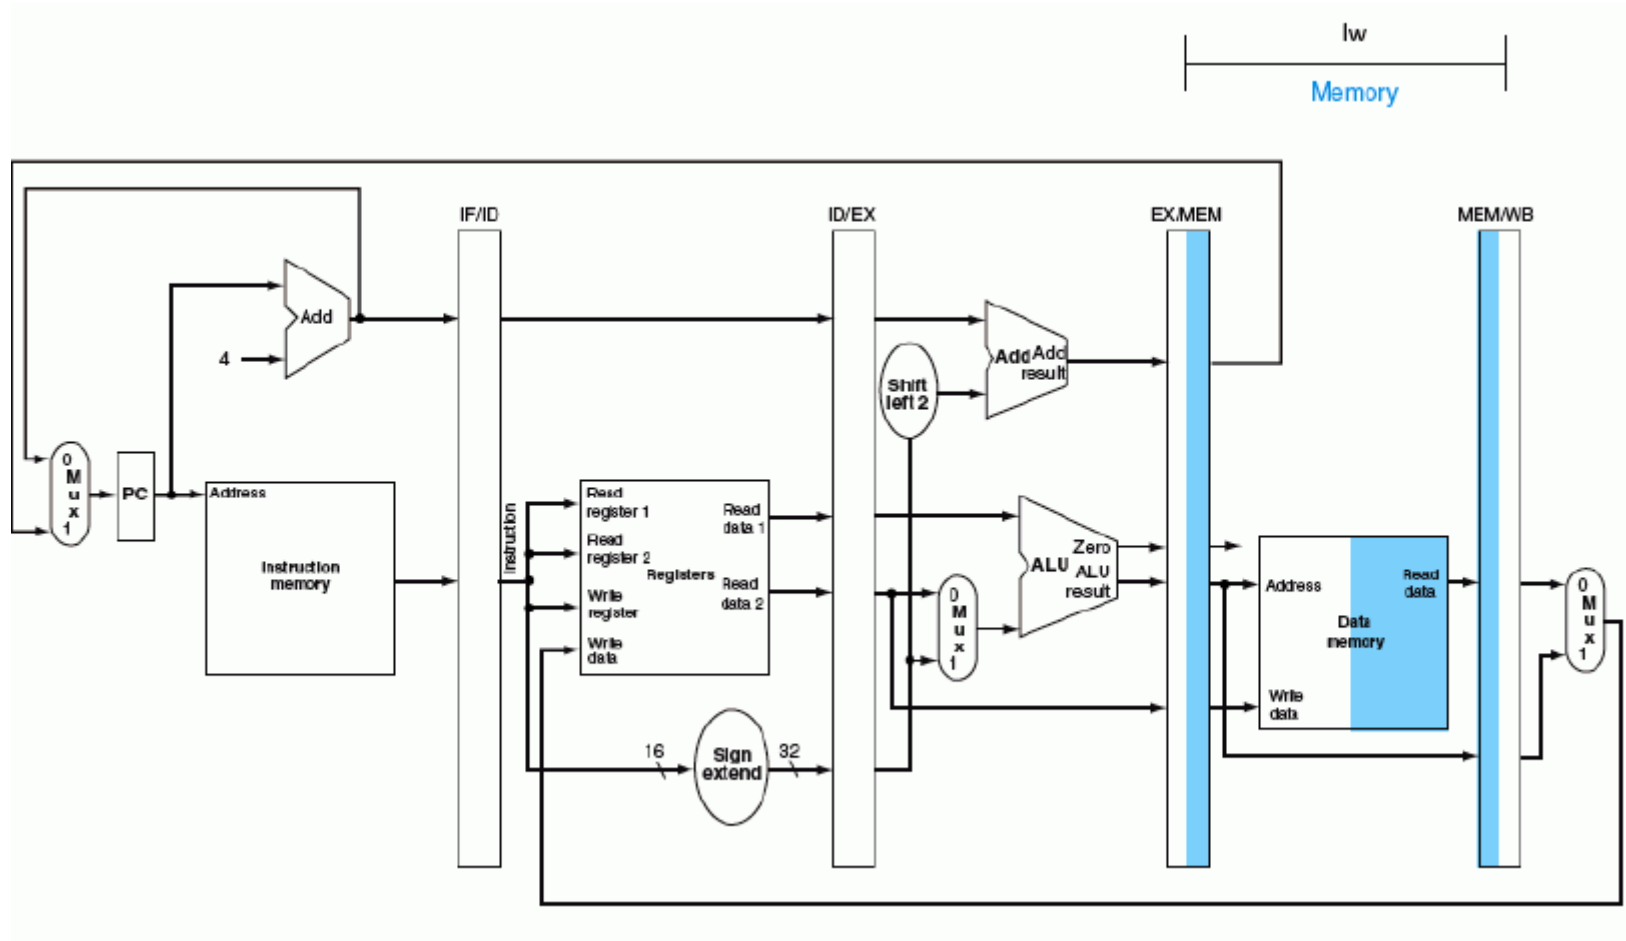 lw
Memory
IF/ID
ID/EX
EX/MEM
MEM/WB
Add
4
Shift
left 2
Add Add
result
0
M
u
x
1
PC
Address
Instruction
memory
Instruction
Read
register 1
Read
register 2
Write
register
Write
data
Registers
Read
data 1
Read
data 2
0
M
u
x
1
Zero
ALU
ALU
result
Address
Read
data
Data
memory
Write
data
0
M
u
x
1
16
Sign
extend
32